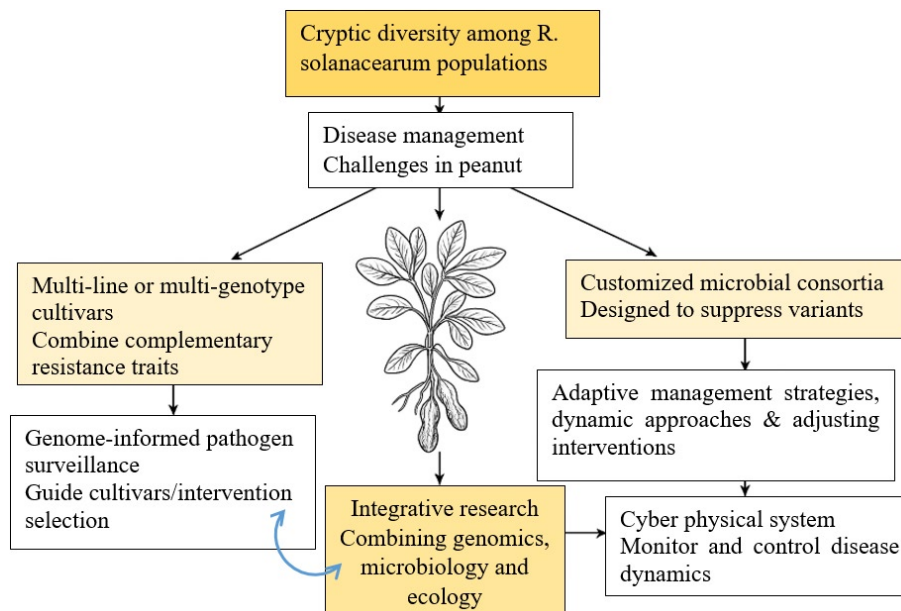 Cryptic diversity among R.
solanacearum populations
Disease management
Challenges in peanut
Multi-line or multi-genotype
cultivars
Combine complementary
resistance traits
Customized microbial consortia
Designed to suppress variants
Genome-informed pathogen
surveillance
Guide cultivars/intervention
selection
Adaptive management strategies,
dynamic approaches & adjusting
interventions
Integrative research
Combining genomics,
microbiology and
ecology
Cyber physical system
Monitor and control disease
dynamics